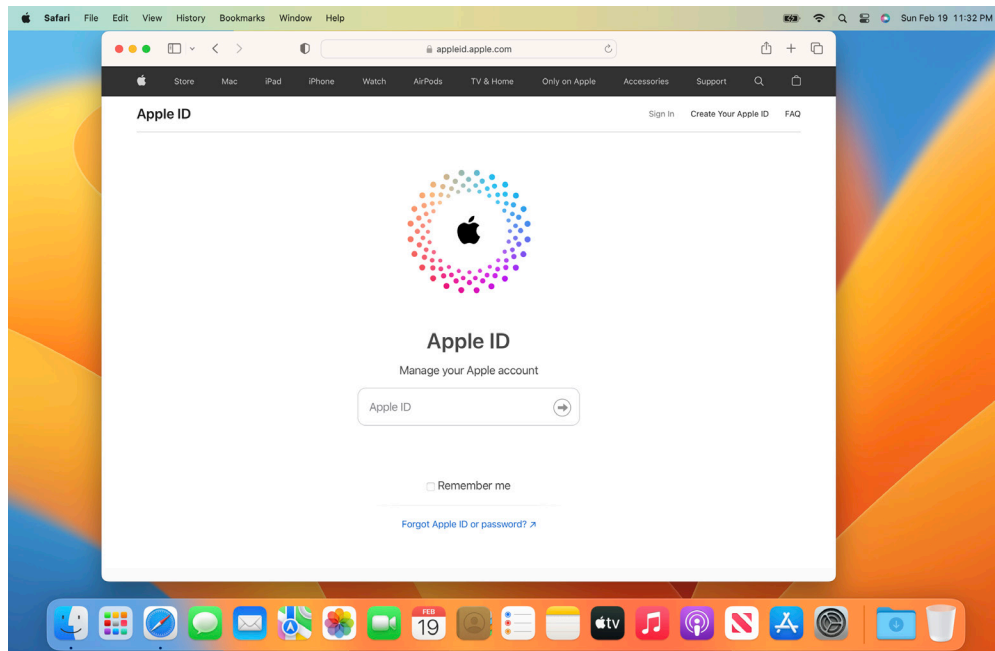 Safari File Edit View History Bookmarks Window Help Sun Feb 19 11:32 PM
appleid.apple.com
Store Mac iPad iPhone Watch AirPods TV & Home Only on Apple Accessories Support
Apple ID Sign In Create Your Apple ID FAQ
Apple ID
Manage your Apple account
Apple ID
Remember me
Forgot Apple ID or password? ↗
FEB
19
tv